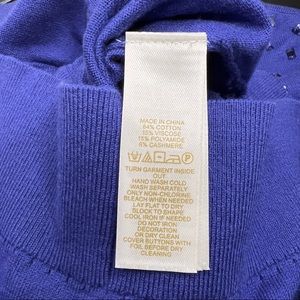 MADE IN CHINA
64% COTTON
15% VISCOSE
15% POLYAMIDE
6% CASHMERE
P
TURN GARMENT INSIDE
OUT
HAND WASH COLD
WASH SEPARATELY
ONLY NON-CHLORINE
BLEACH WHEN NEEDED
LAY FLAT TO DRY
BLOCK TO SHAPE
COOL IRON IF NEEDED
DO NOT IRON
DECORATION
OR DRY CLEAN
COVER BUTTONS WITH
FOIL BEFORE DRY
CLEANING